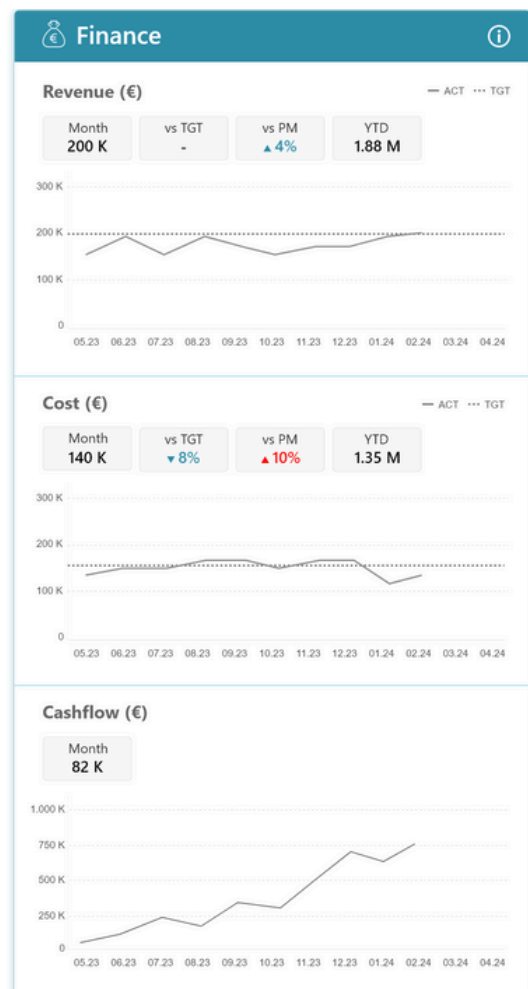 Finance
Revenue (€)
ACT TGT
Month vs TGT vs PM YTD
200 K - ▲4% 1.88 M
300 K
200 K
100 K
0
05.23 06.23 07.23 08.23 09.23 10.23 11.23 12.23 01.24 02.24 03.24 04.24
Cost (€)
ACT TGT
Month vs TGT vs PM YTD
140 K ▼8% ▲10% 1.35 M
300 K
200 K
100 K
0
05.23 06.23 07.23 08.23 09.23 10.23 11.23 12.23 01.24 02.24 03.24 04.24
Cashflow (€)
Month
82 K
1.000 K
750 K
500 K
250 K
0
05.23 06.23 07.23 08.23 09.23 10.23 11.23 12.23 01.24 02.24 03.24 04.24